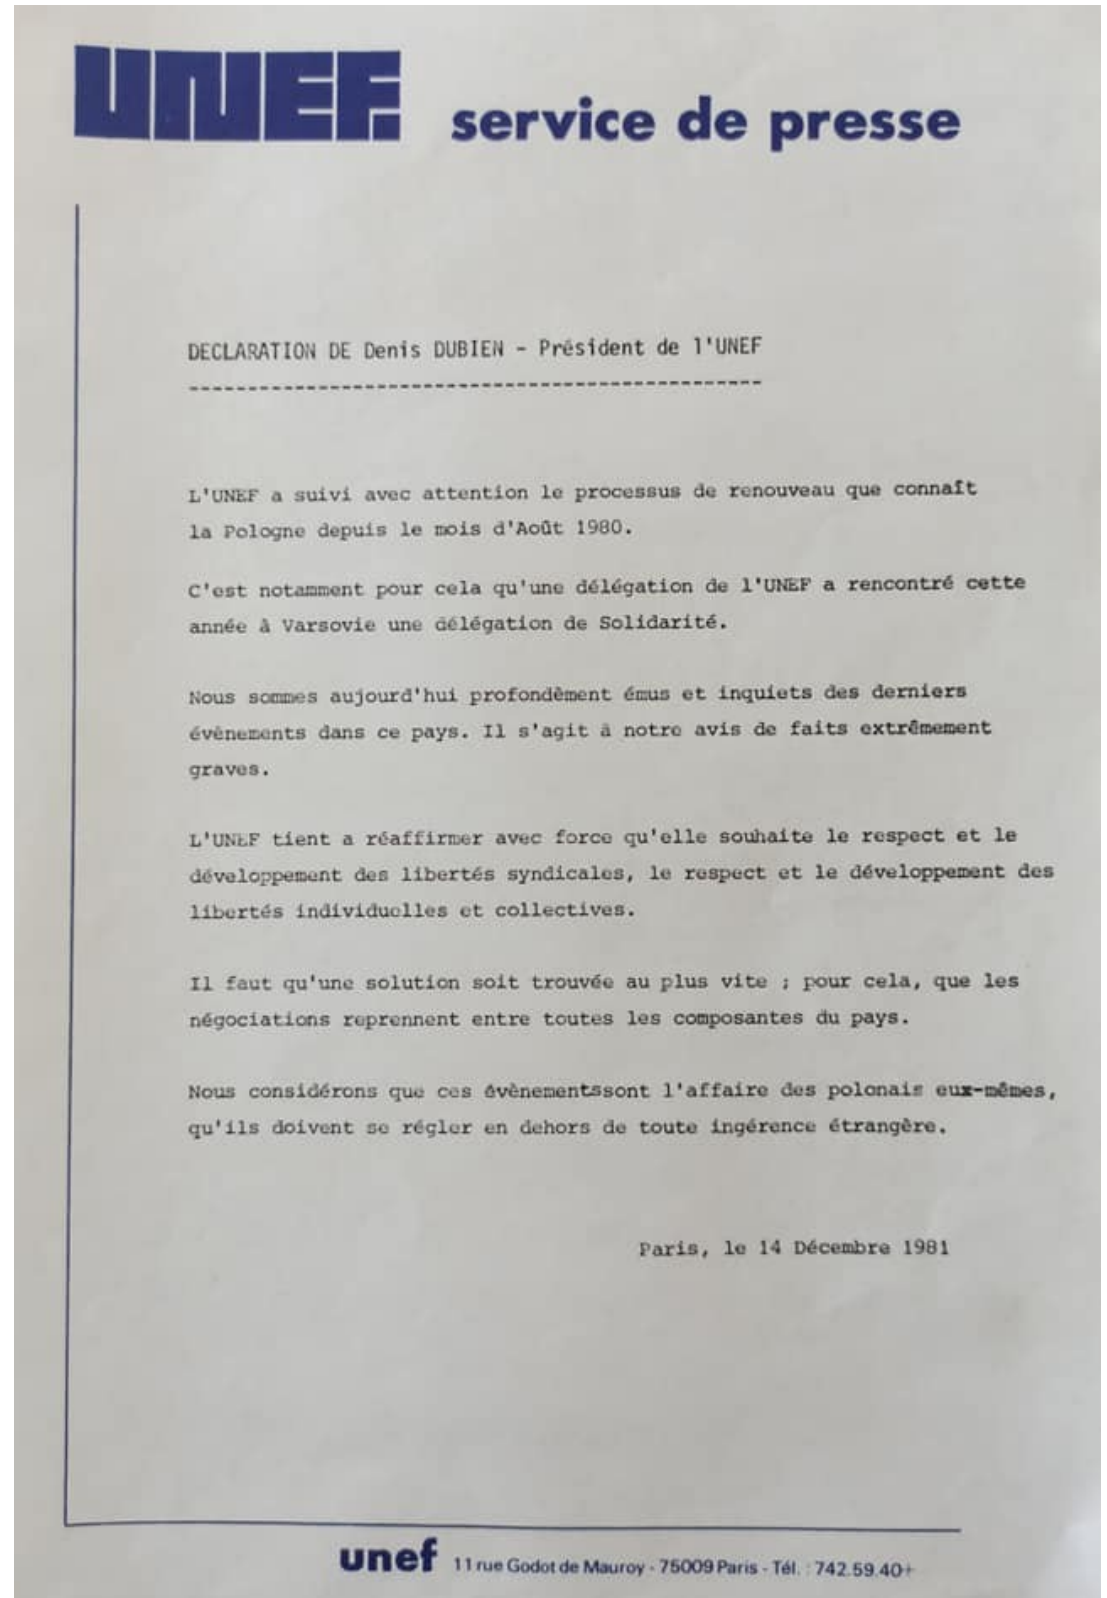 UNEF service de presse
DECLARATION DE Denis DUBIEN - Président de l'UNEF
-------------------------------------------------
L'UNEF a suivi avec attention le processus de renouveau que connaît
la Pologne depuis le mois d'Août 1980.
C'est notamment pour cela qu'une délégation de l'UNEF a rencontré cette
année à Varsovie une délégation de Solidarité.
Nous sommes aujourd'hui profondèment émus et inquiets des derniers
évènements dans ce pays. Il s'agit à notre avis de faits extrêmement
graves.
L'UNEF tient a réaffirmer avec force qu'elle souhaite le respect et le
développement des libertés syndicales, le respect et le développement des
libertés individuelles et collectives.
Il faut qu'une solution soit trouvée au plus vite ; pour cela, que les
négociations reprennent entre toutes les composantes du pays.
Nous considérons que ces évènementssont l'affaire des polonais eux-mêmes,
qu'ils doivent se régler en dehors de toute ingérence étrangère.
Paris, le 14 Décembre 1981
unef 11 rue Godot de Mauroy - 75009 Paris - Tél. : 742.59.40+